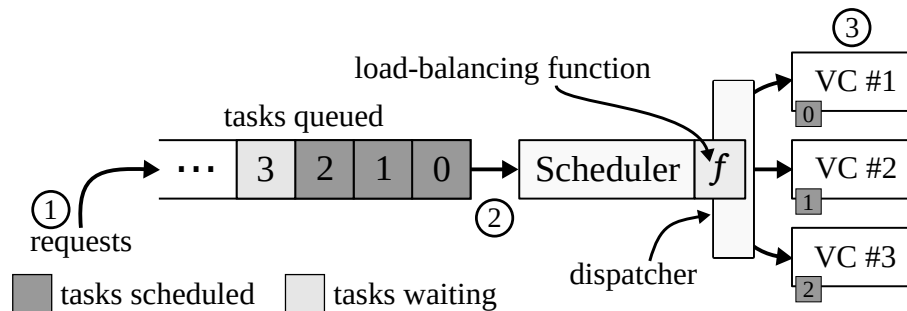 ③
load-balancing function
VC #1
0
tasks queued
... 3 2 1 0
Scheduler f
VC #2
1
①
②
requests
dispatcher
VC #3
2
tasks scheduled
tasks waiting